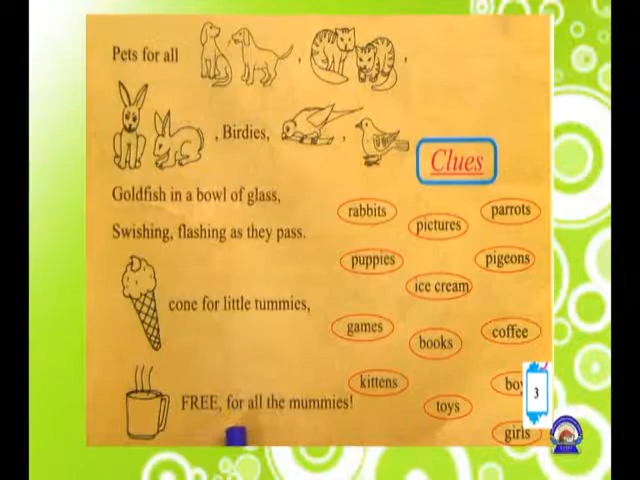 Pets for all , ,
, Birdies, ,
Clues
Goldfish in a bowl of glass,
Swishing, flashing as they pass.
cone for little tummies,
FREE, for all the mummies!
rabbits
pictures
parrots
puppies
pigeons
ice cream
games
books
coffee
kittens
toys
girls
3